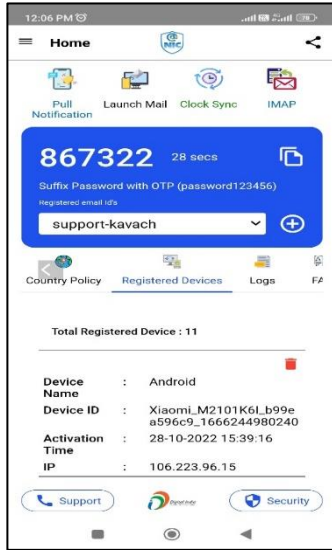 12:06 PM
Home
NIC
Pull Notification
Launch Mail
Clock Sync
IMAP
867322
28 secs
Suffix Password with OTP (password123456)
Registered email Id's
support-kavach
Country Policy
Registered Devices
Logs
FA
Total Registered Device : 11
Device Name : Android
Device ID : Xiaomi_M2101K6I_b99e
a596c9_1666244980240
Activation Time : 28-10-2022 15:39:16
IP : 106.223.96.15
Support
Digital India
Security